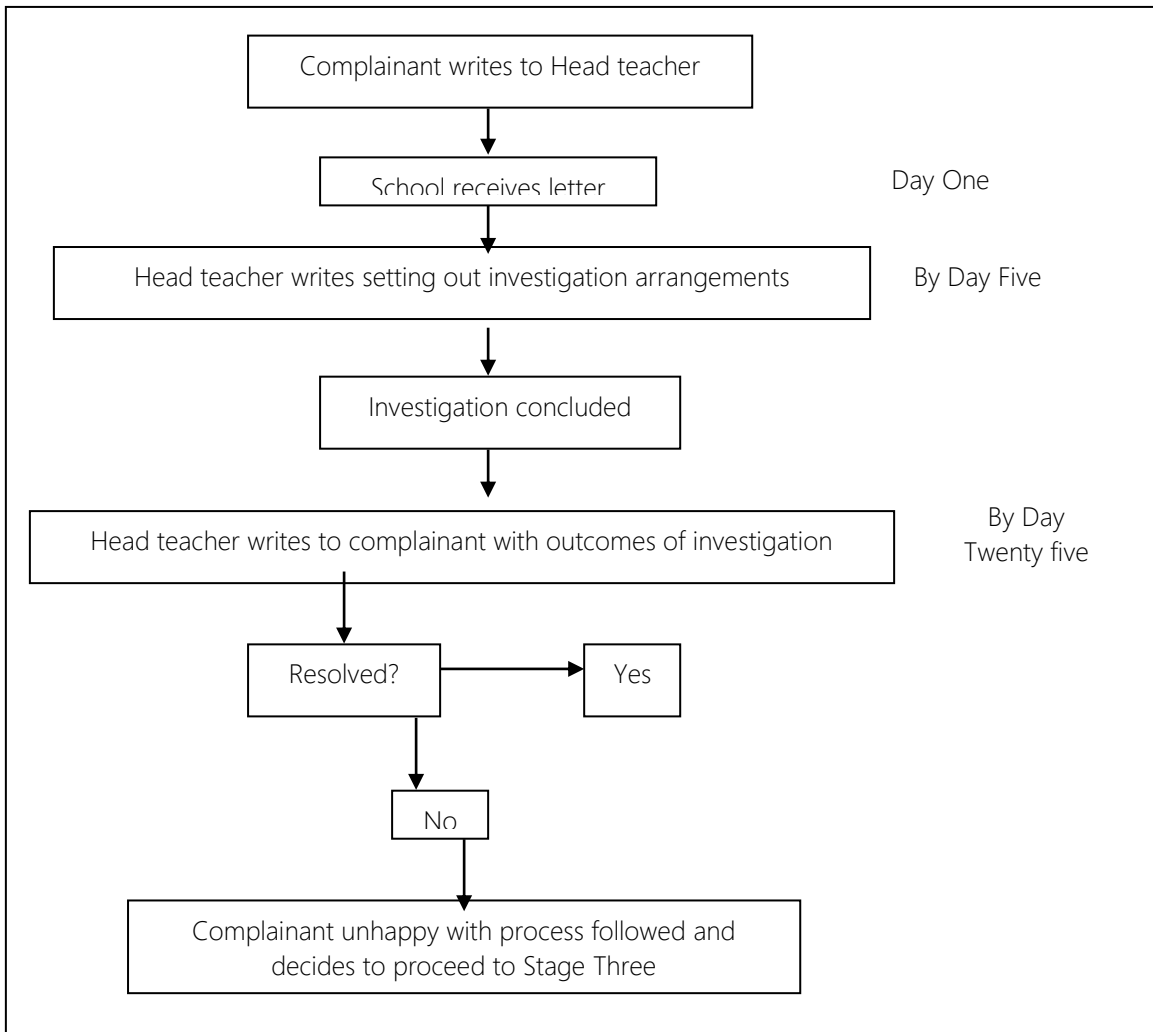 Complainant writes to Head teacher
School receives letter
Day One
Head teacher writes setting out investigation arrangements
By Day Five
Investigation concluded
Head teacher writes to complainant with outcomes of investigation
By Day
Twenty five
Resolved?
Yes
No
Complainant unhappy with process followed and
decides to proceed to Stage Three